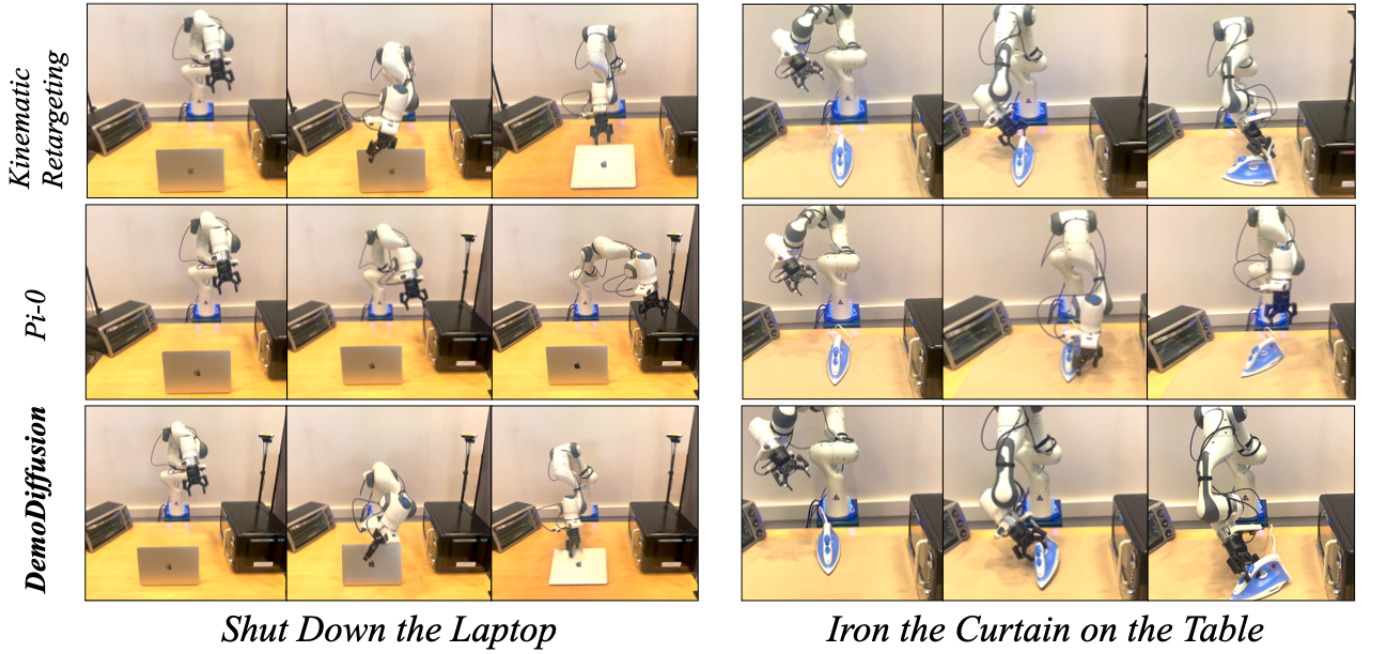 Kinematic
Retargeting
Pi-0
DemoDiffusion
Shut Down the Laptop
Iron the Curtain on the Table